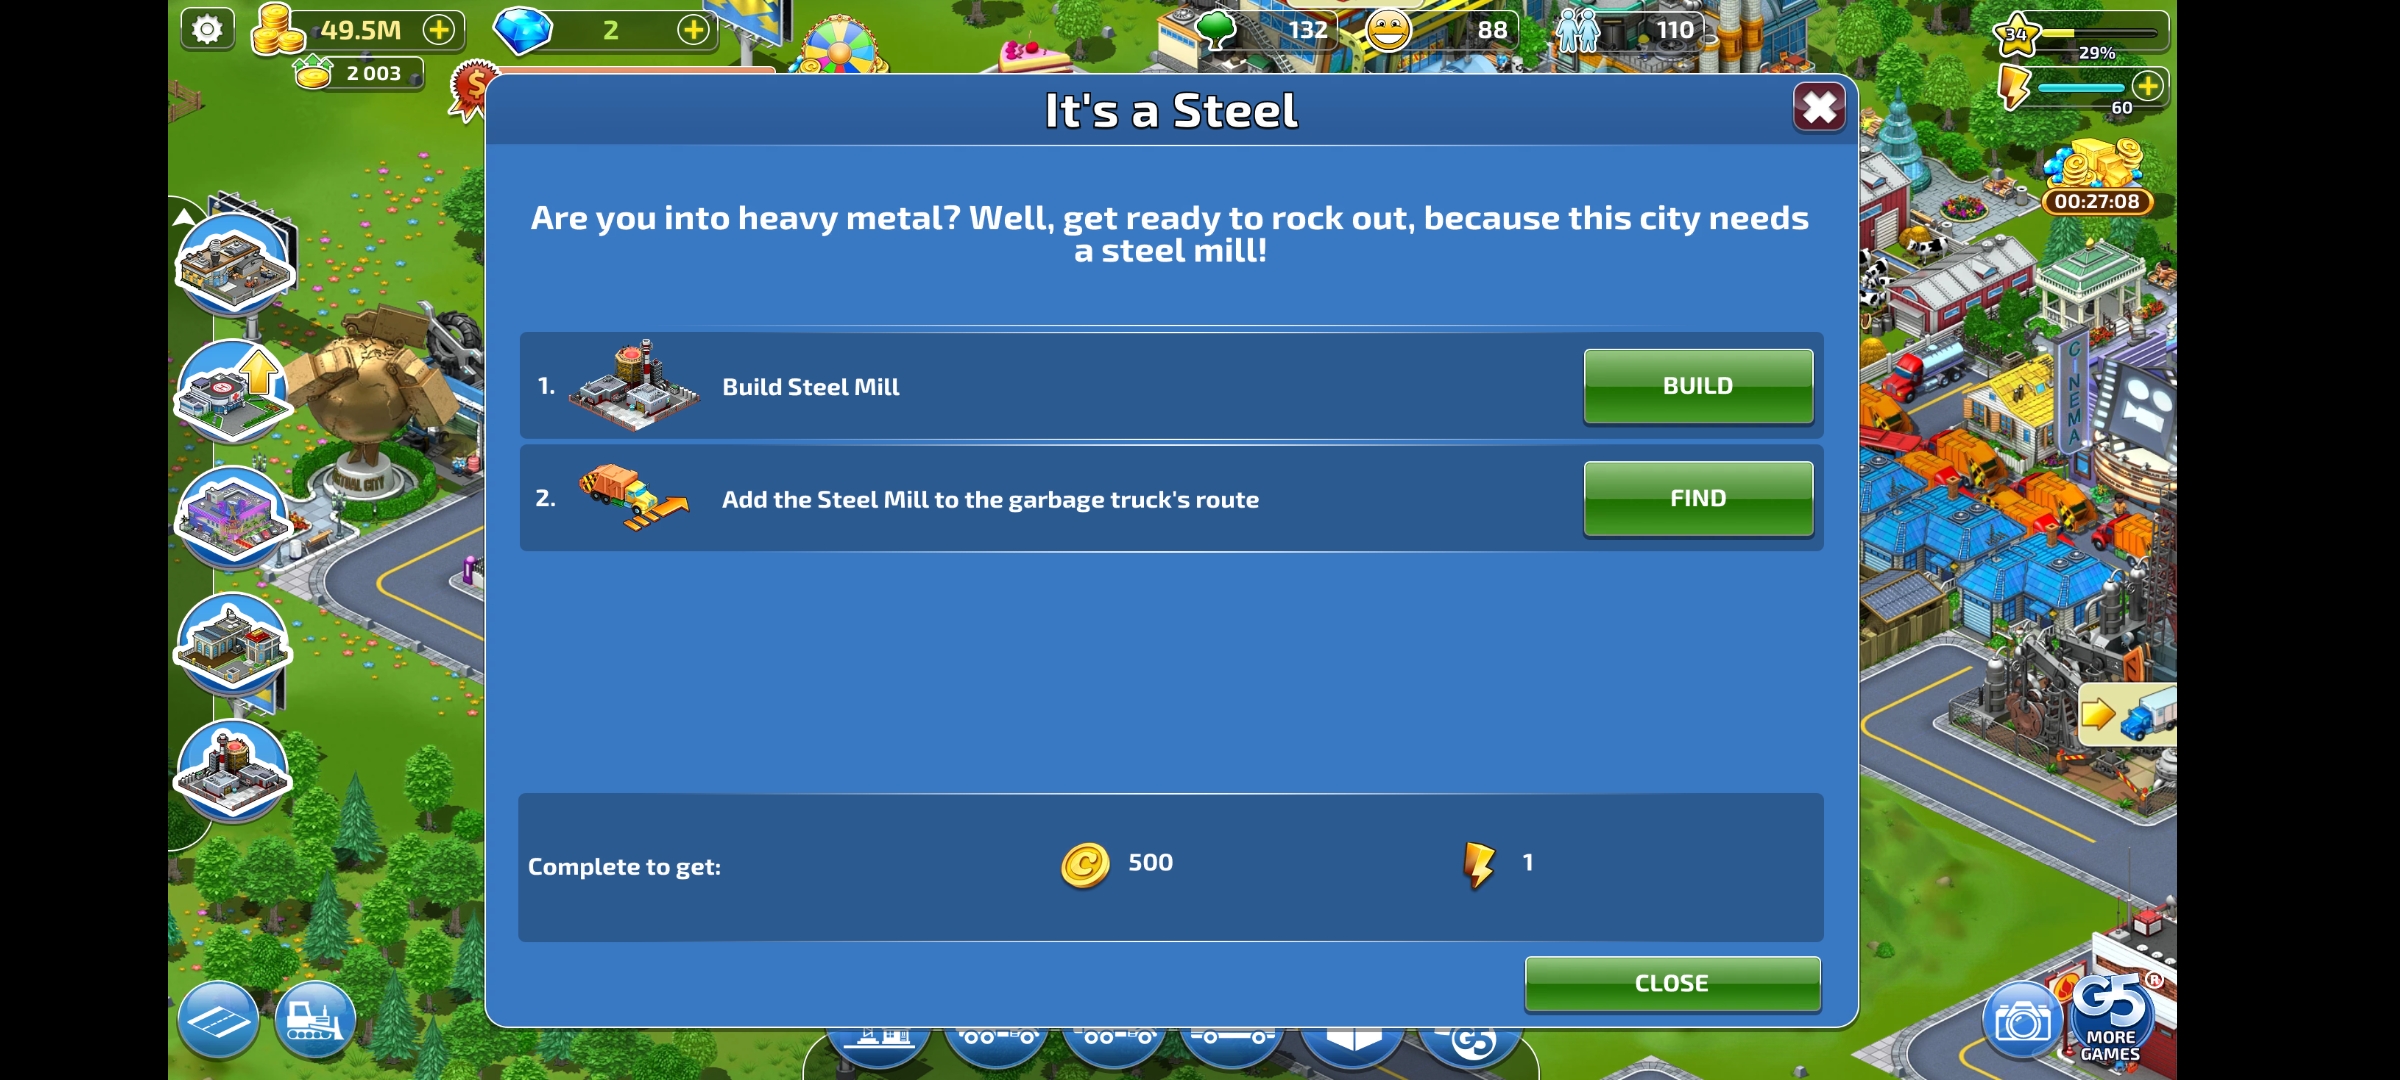 49.5M
2
132
88
110
34
29%
2 003
60
It's a Steel
00:27:08
Are you into heavy metal? Well, get ready to rock out, because this city needs
a steel mill!
CINEMA
1.
Build Steel Mill
BUILD
2.
Add the Steel Mill to the garbage truck's route
FIND
Complete to get:
500
1
CLOSE
G5
G5
®
MORE
GAMES